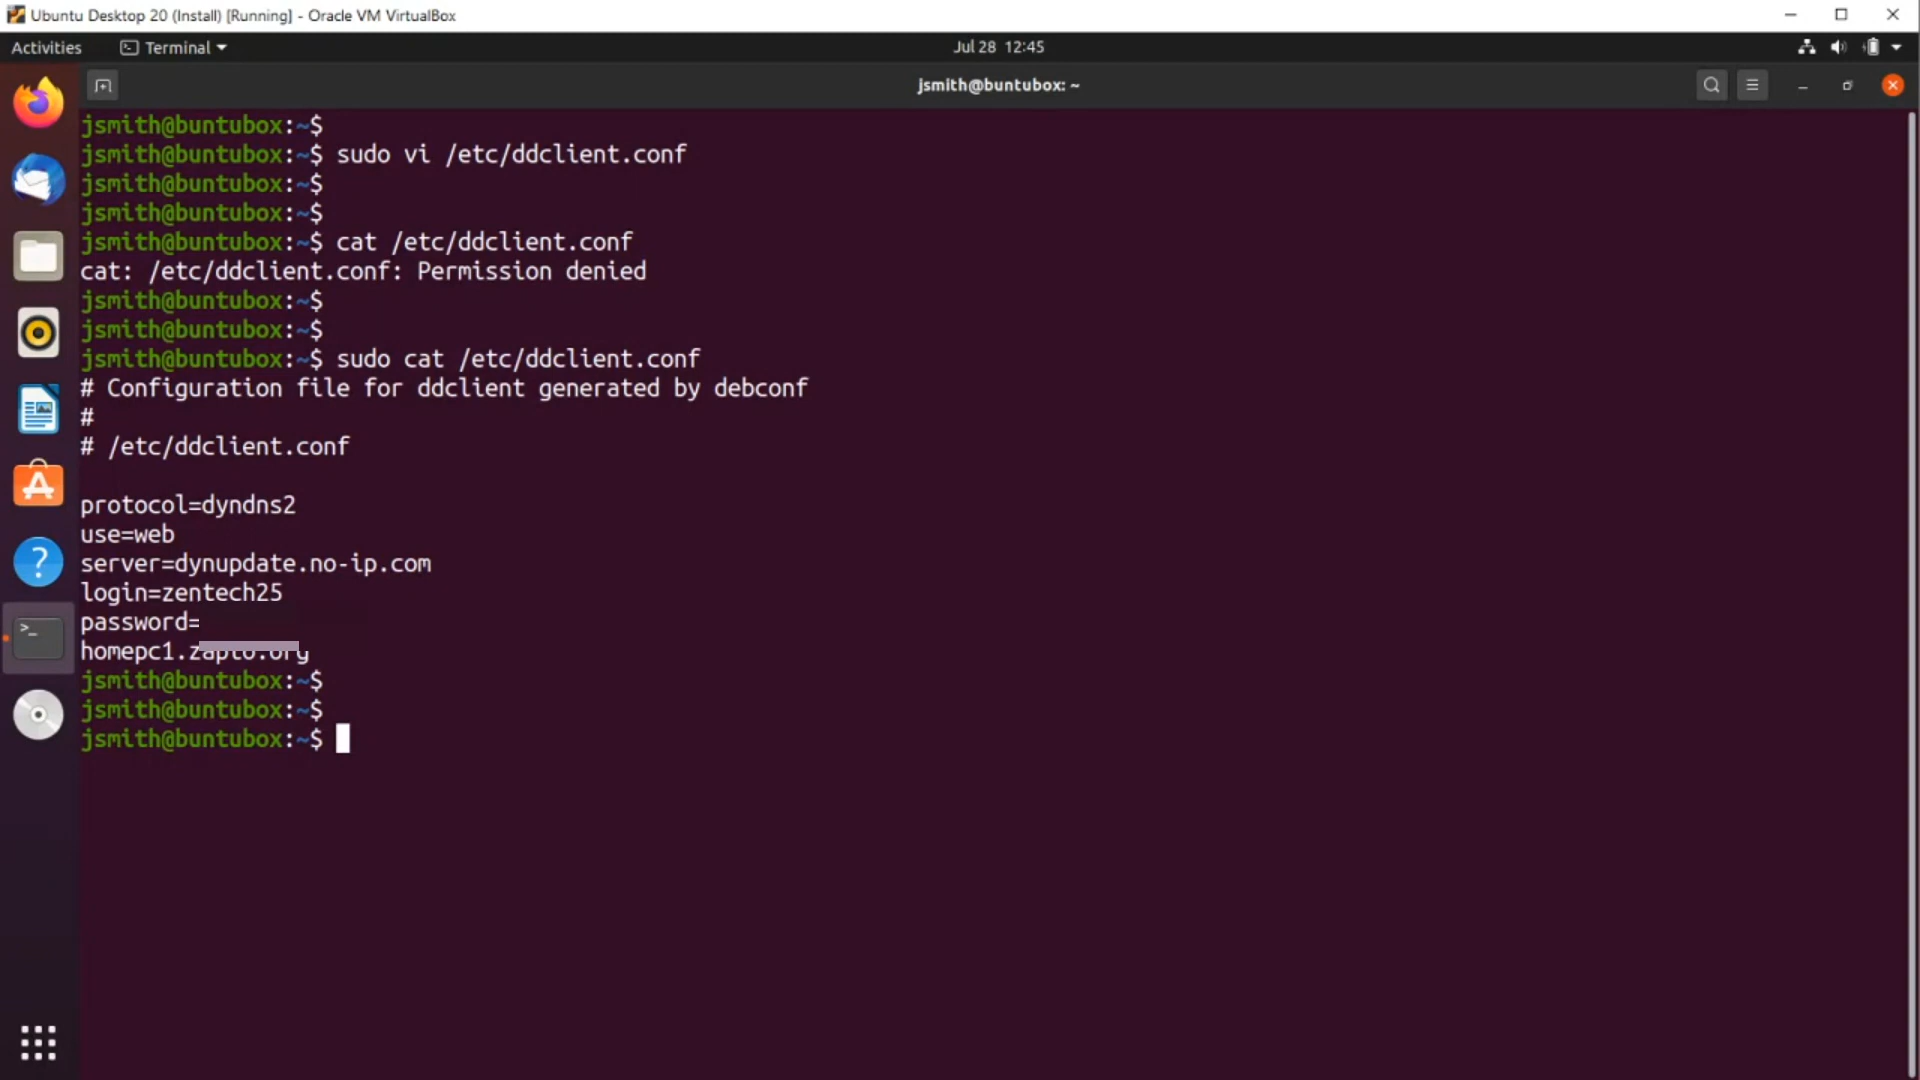 Ubuntu Desktop 20 (Install) [Running] - Oracle VM VirtualBox
Activities Terminal Jul 28 12:45
jsmith@buntubox: ~
jsmith@buntubox:~$
jsmith@buntubox:~$ sudo vi /etc/ddclient.conf
jsmith@buntubox:~$
jsmith@buntubox:~$
jsmith@buntubox:~$ cat /etc/ddclient.conf
cat: /etc/ddclient.conf: Permission denied
jsmith@buntubox:~$
jsmith@buntubox:~$
jsmith@buntubox:~$ sudo cat /etc/ddclient.conf
# Configuration file for ddclient generated by debconf
#
# /etc/ddclient.conf
protocol=dyndns2
use=web
server=dynupdate.no-ip.com
login=zentech25
password=
homepc1.zapto.org
jsmith@buntubox:~$
jsmith@buntubox:~$
jsmith@buntubox:~$